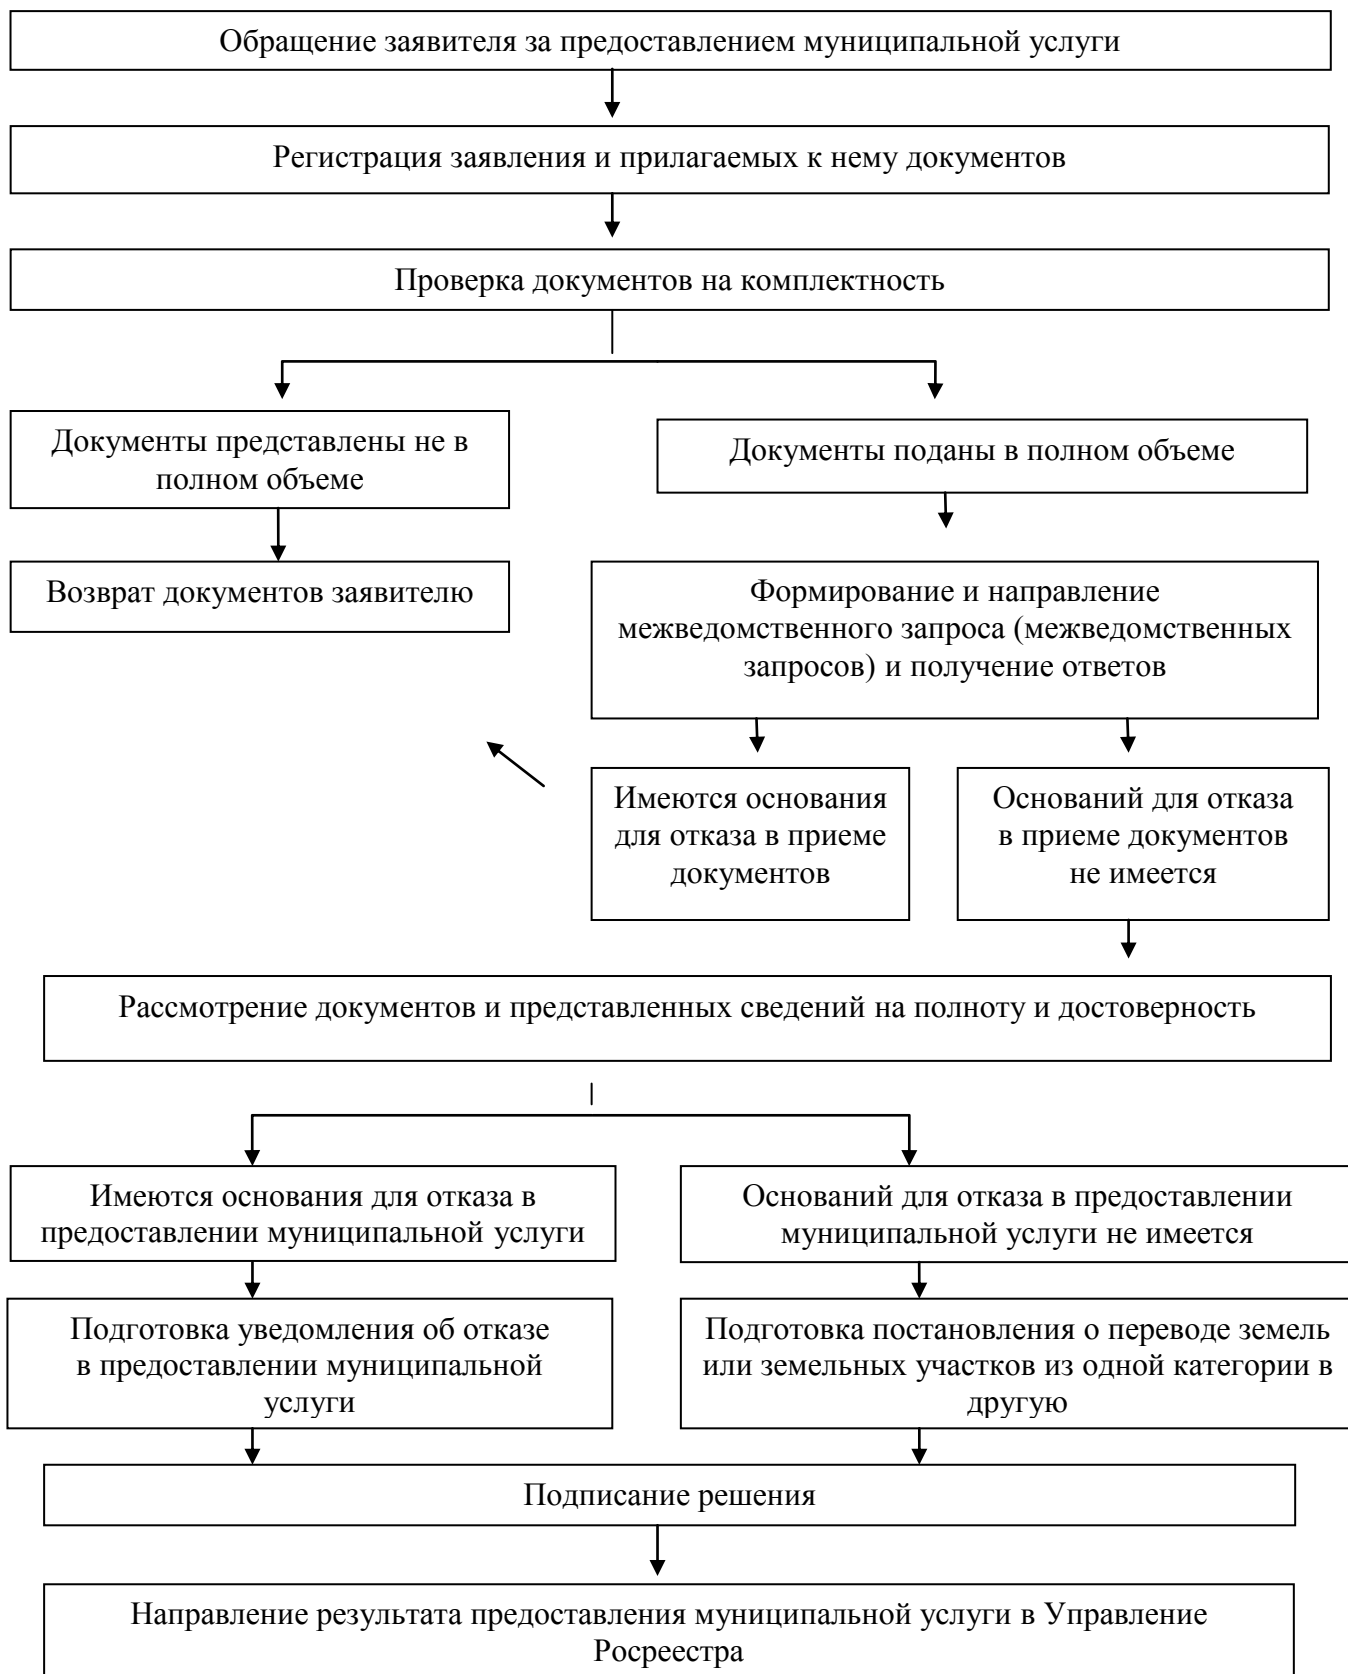 Обращение заявителя за предоставлением муниципальной услуги
Регистрация заявления и прилагаемых к нему документов
Проверка документов на комплектность
Документы представлены не в
полном объеме
Документы поданы в полном объеме
Возврат документов заявителю
Формирование и направление
межведомственного запроса (межведомственных
запросов) и получение ответов
Имеются основания
для отказа в приеме
документов
Оснований для отказа
в приеме документов
не имеется
Рассмотрение документов и представленных сведений на полноту и достоверность
Имеются основания для отказа в
предоставлении муниципальной услуги
Оснований для отказа в предоставлении
муниципальной услуги не имеется
Подготовка уведомления об отказе
в предоставлении муниципальной
услуги
Подготовка постановления о переводе земель
или земельных участков из одной категории в
другую
Подписание решения
Направление результата предоставления муниципальной услуги в Управление
Росреестра